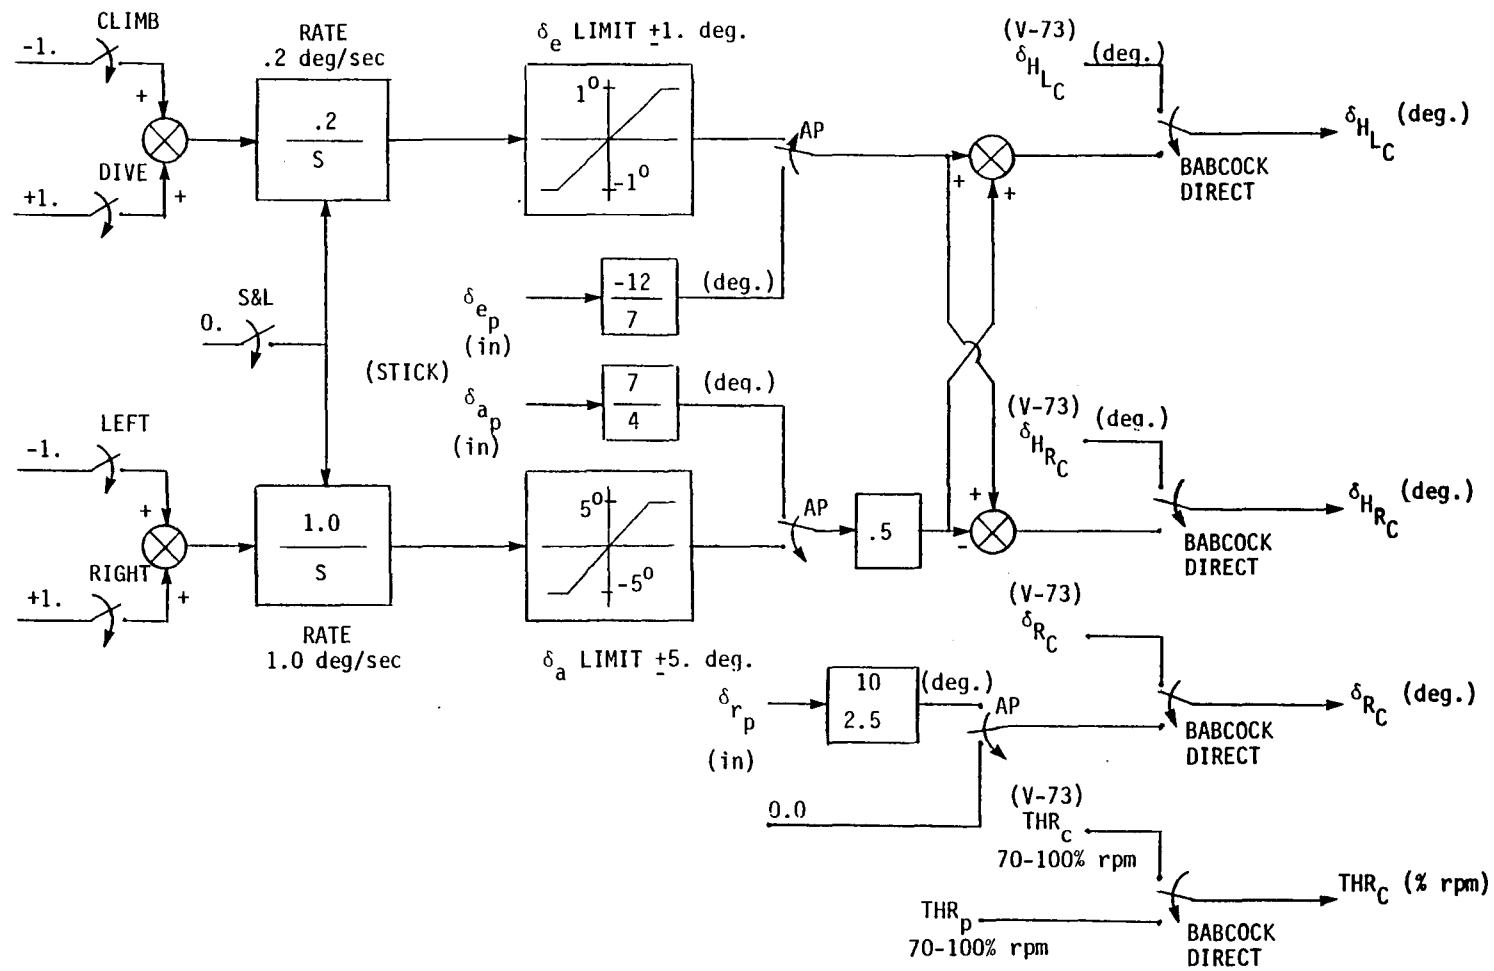 CLIMB
-1.
RATE
.2 deg/sec
δe LIMIT ±1. deg.
(V-73)
δHLC
(deg.)
+
.2
S
1º
-1º
AP
+
+
BABCOCK
DIRECT
δHLC (deg.)
DIVE
+1.
+
S&L
0.
δep
(in)
-12
7
(deg.)
(STICK)
δap
(in)
7
4
(deg.)
LEFT
-1.
+
1.0
S
5º
-5º
AP
.5
+
-
(V-73)
δHRC
(deg.)
BABCOCK
DIRECT
δHRC (deg.)
RIGHT
+1.
+
RATE
1.0 deg/sec
δa LIMIT ±5. deg.
δrp
(in)
10
2.5
(deg.)
AP
0.0
(V-73)
δRC
BABCOCK
DIRECT
δRC (deg.)
(V-73)
THRc
70-100% rpm
THRp
70-100% rpm
BABCOCK
DIRECT
THRC (% rpm)